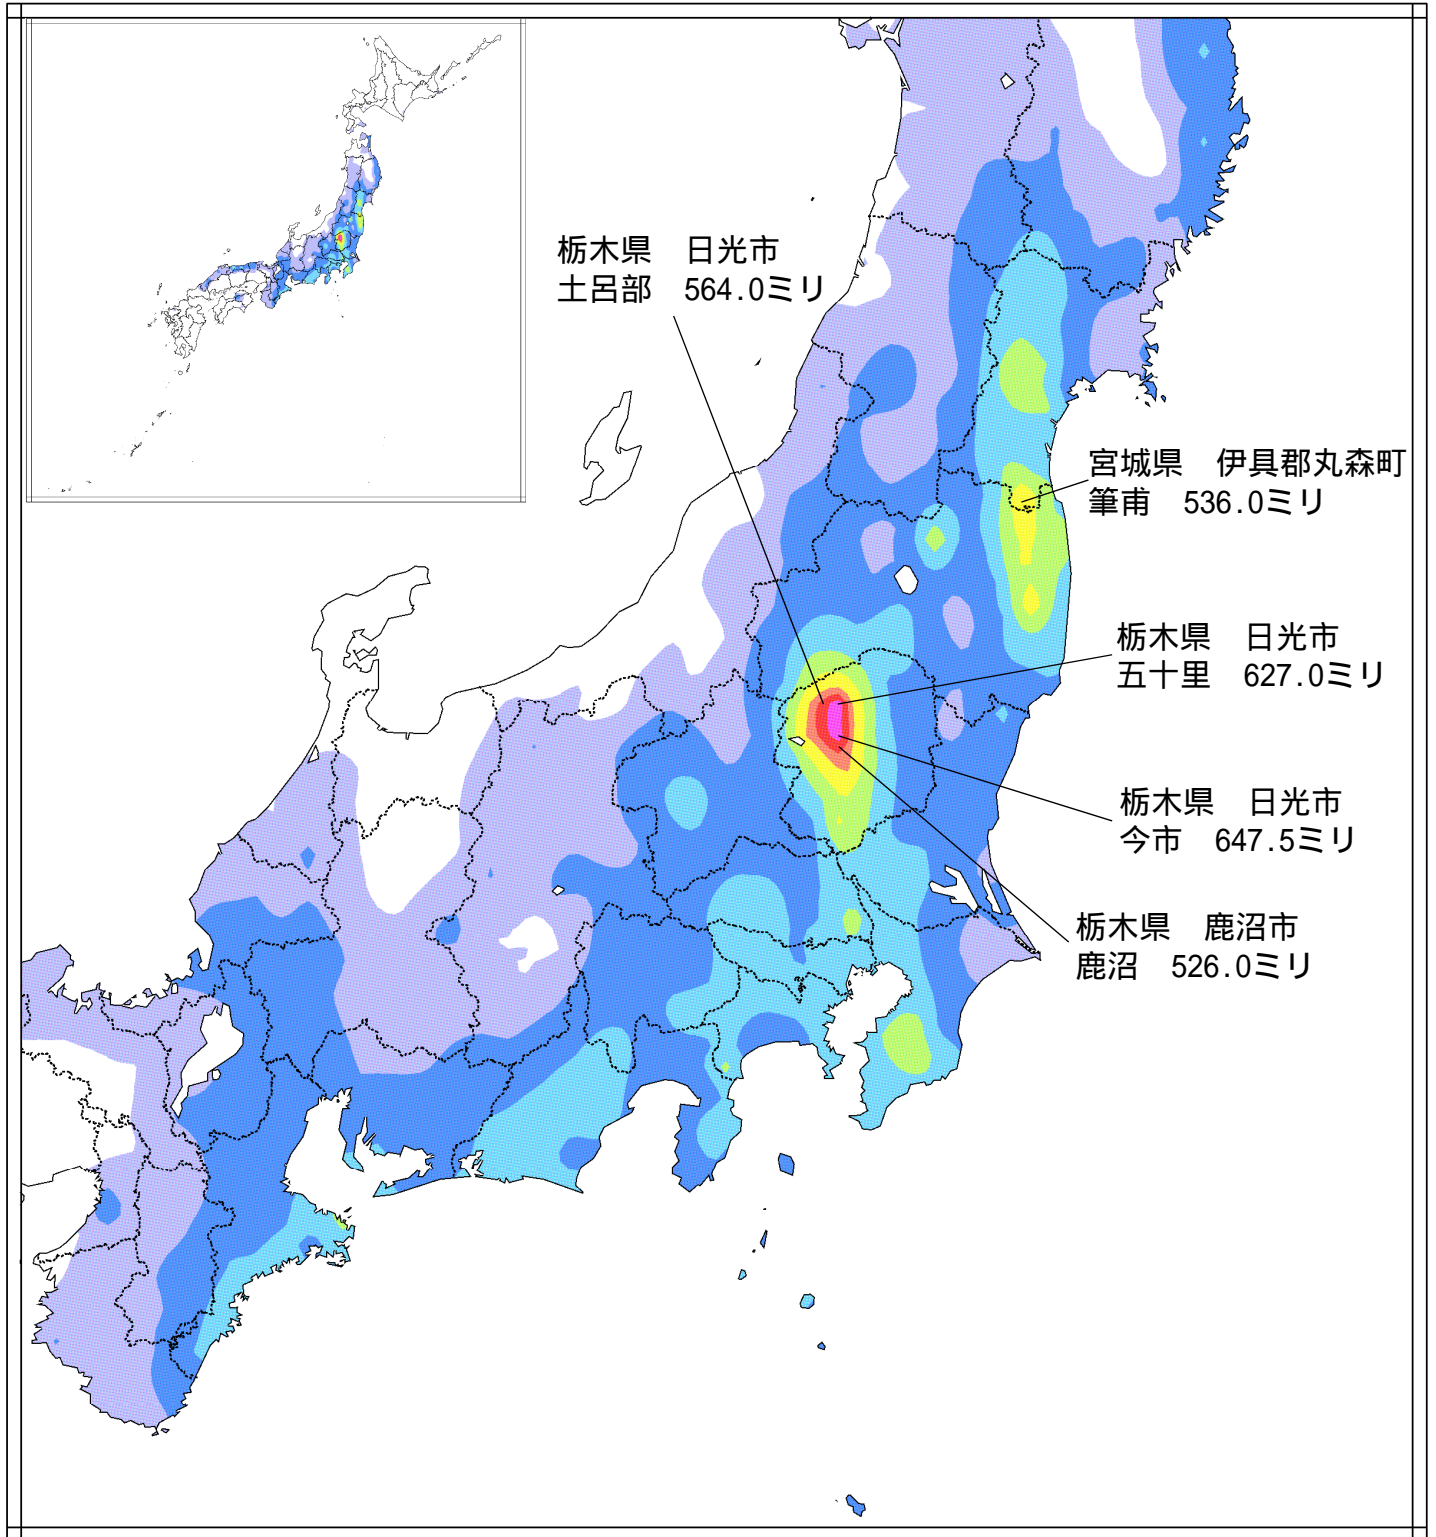 栃木県　日光市
土呂部　564.0ミリ
宮城県　伊具郡丸森町
筆甫　536.0ミリ
栃木県　日光市
五十里　627.0ミリ
栃木県　日光市
今市　647.5ミリ
栃木県　鹿沼市
鹿沼　526.0ミリ